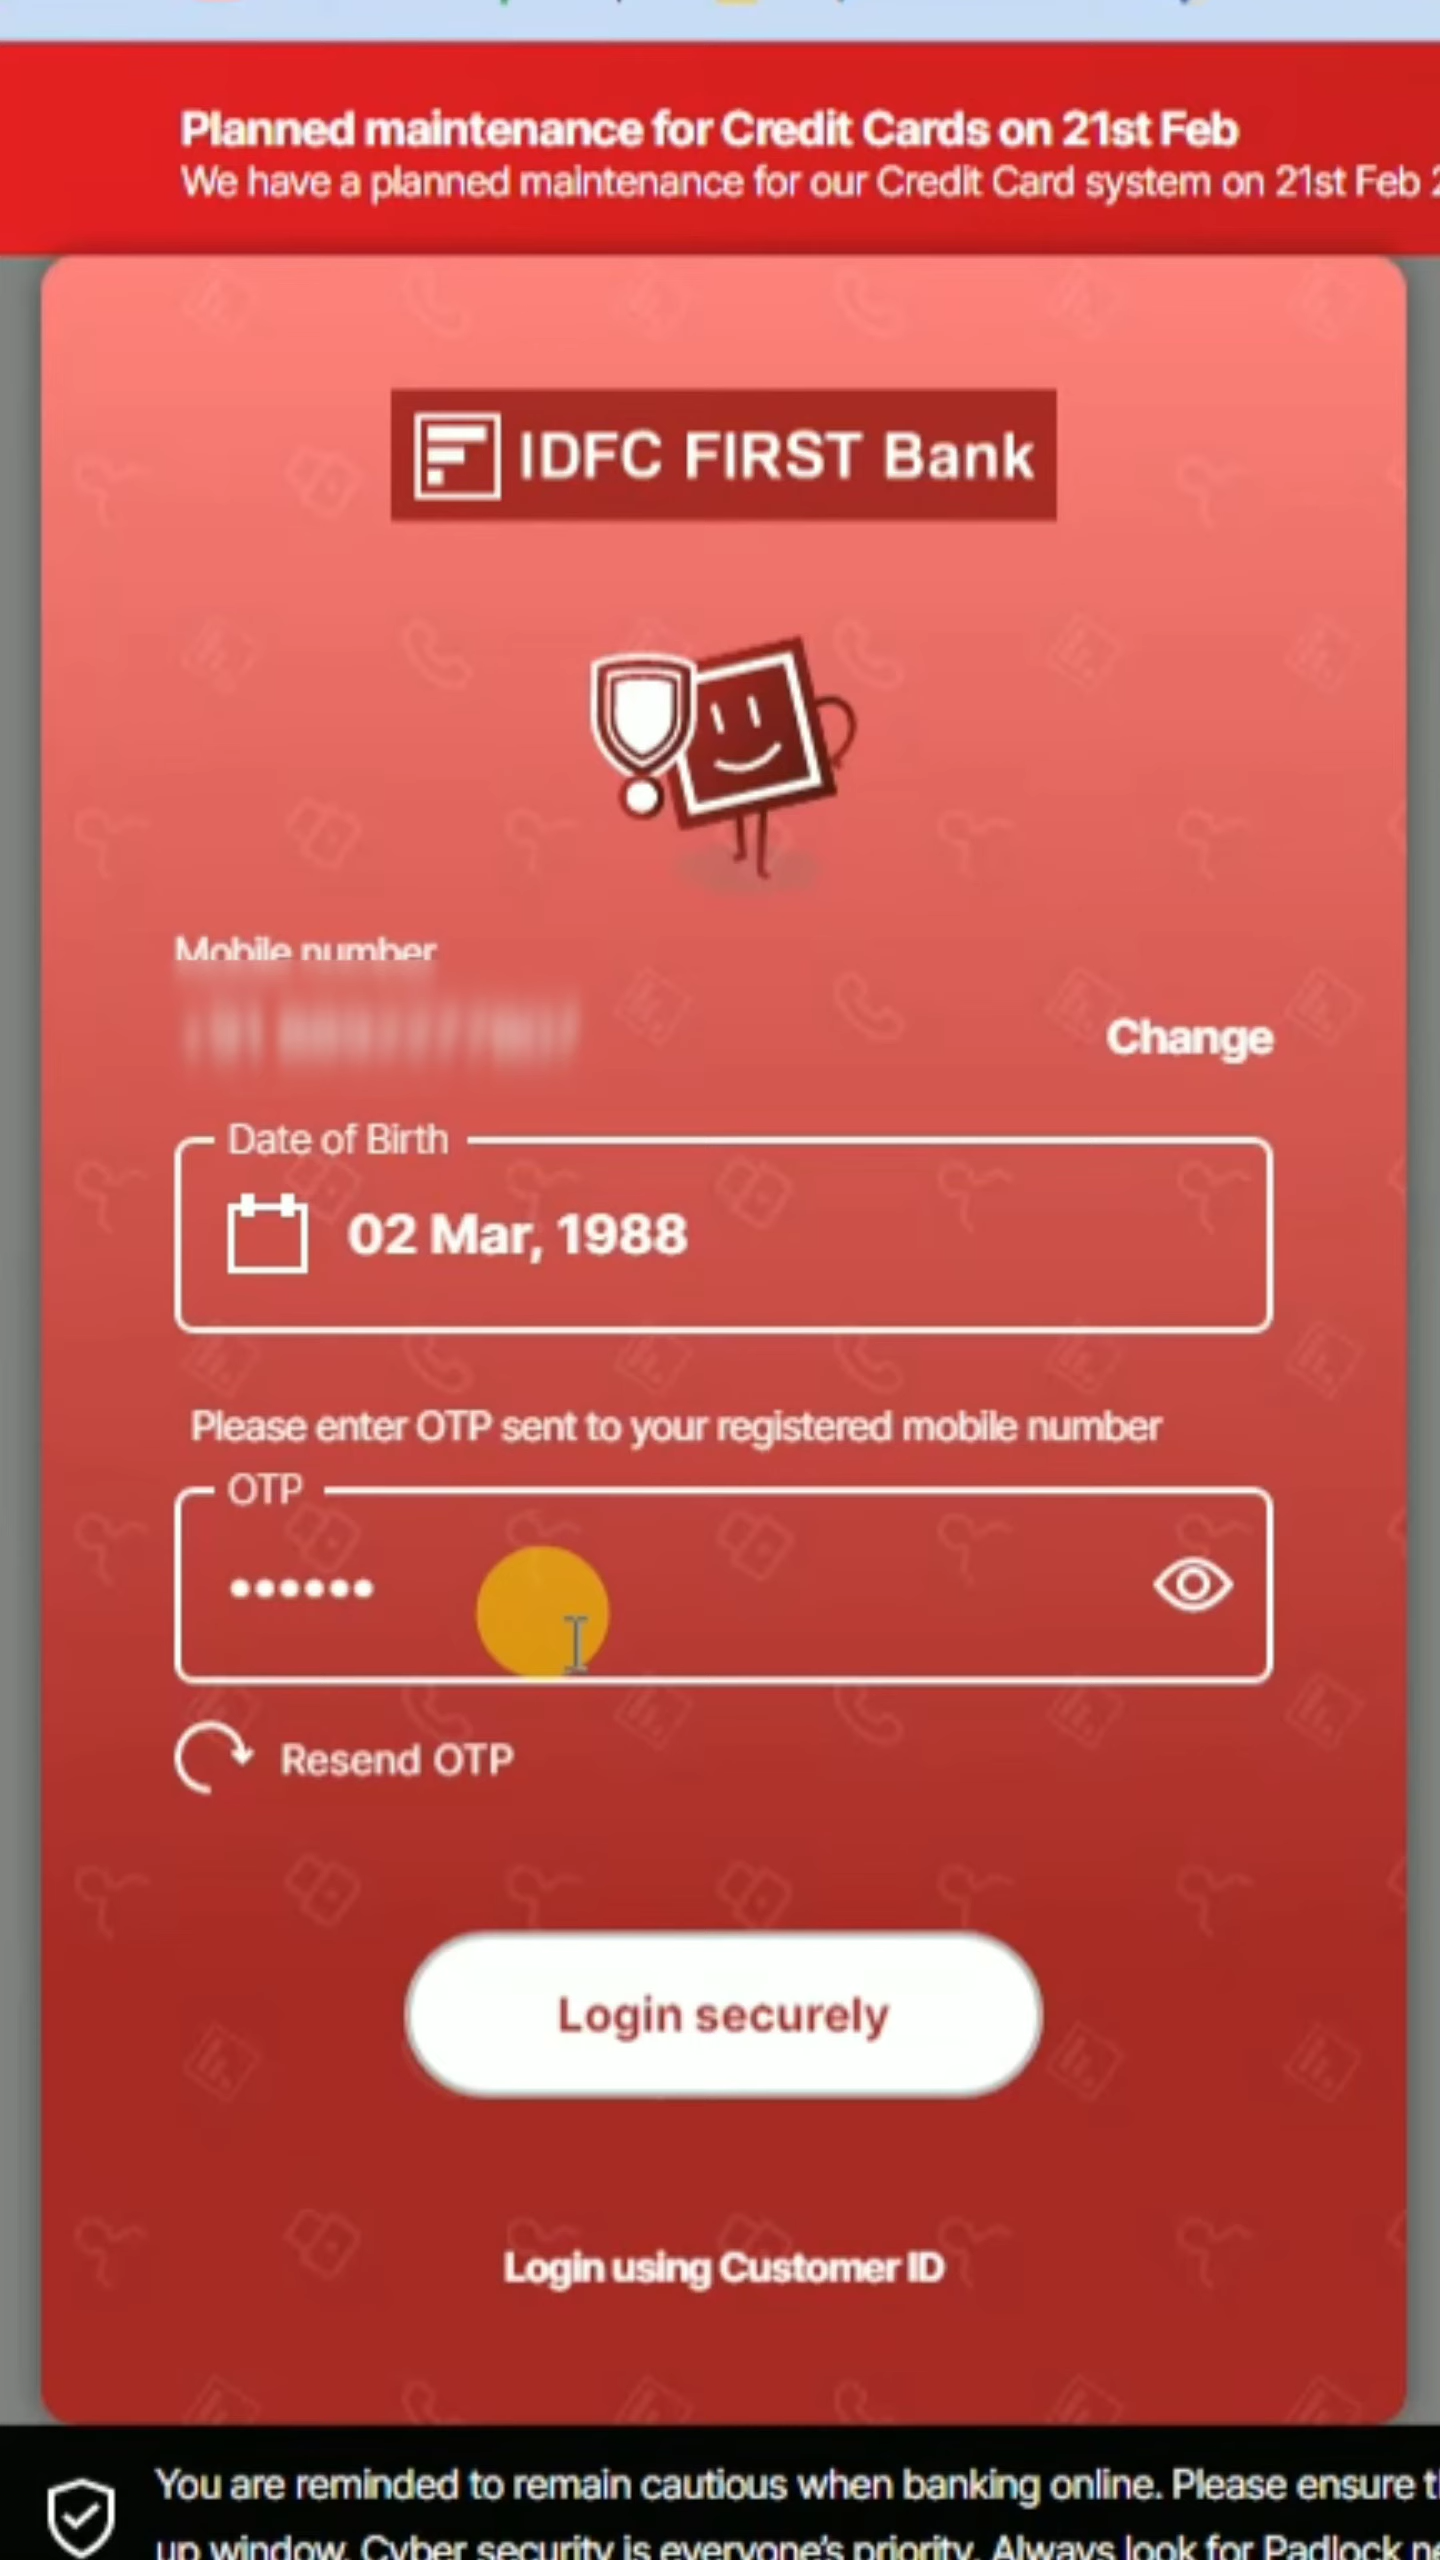 Planned maintenance for Credit Cards on 21st Feb
We have a planned maintenance for our Credit Card system on 21st Feb
IDFC FIRST Bank
Mobile number
Change
Date of Birth
02 Mar, 1988
Please enter OTP sent to your registered mobile number
OTP
••••••
Resend OTP
Login securely
Login using Customer ID
You are reminded to remain cautious when banking online. Please ensure
up window. Cyber security is everyone's priority. Always look for Padlock